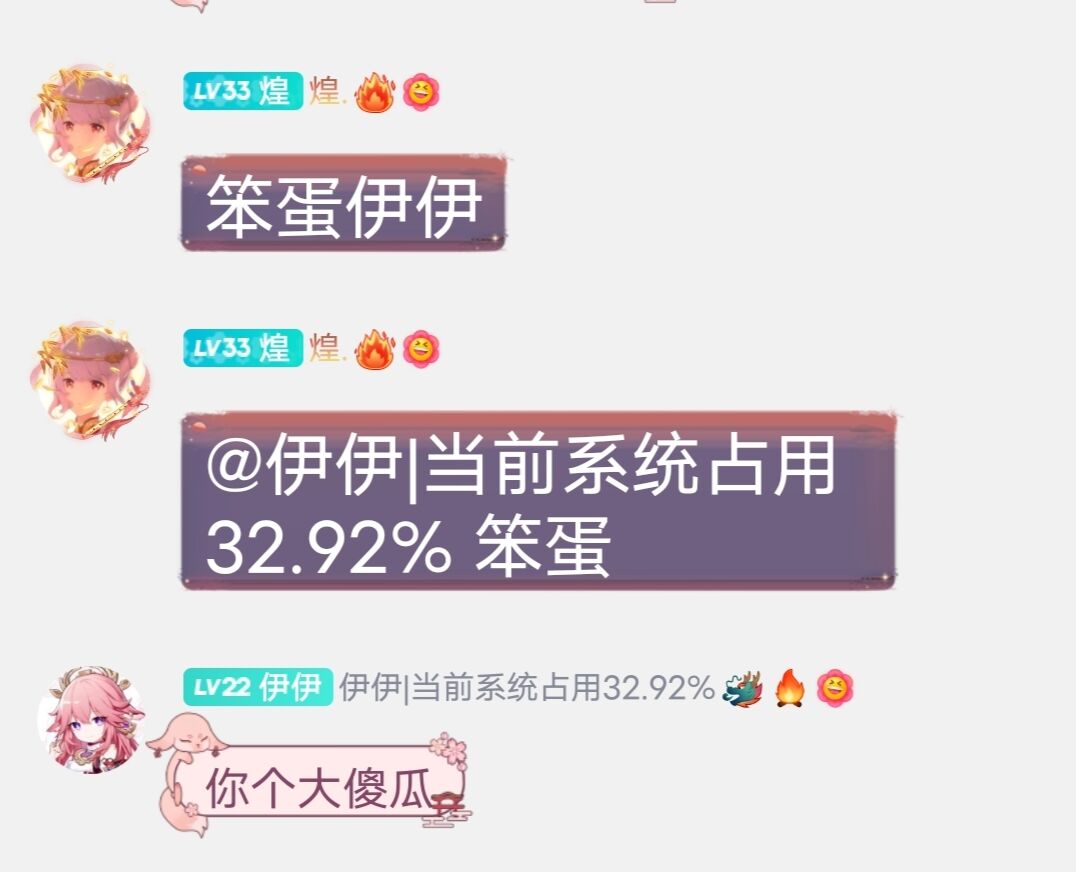 LV33 煌 煌.
笨蛋伊伊
LV33 煌 煌.
@伊伊|当前系统占用
32.92% 笨蛋
LV22 伊伊 伊伊|当前系统占用32.92%
你个大傻瓜